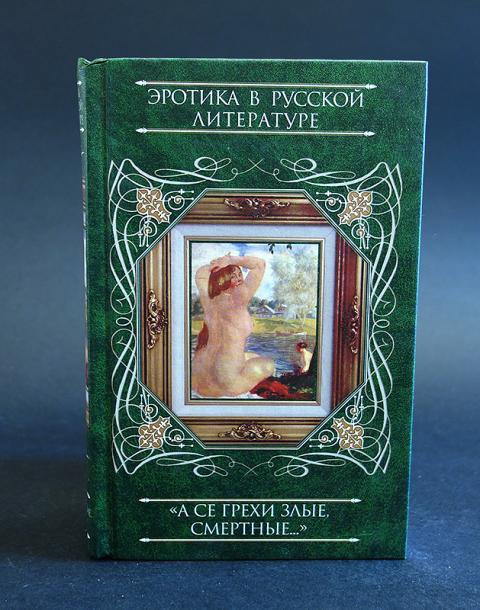 ЭРОТИКА В РУССКОЙ
ЛИТЕРАТУРЕ
«А СЕ ГРЕХИ ЗЛЫЕ,
СМЕРТНЫЕ...»